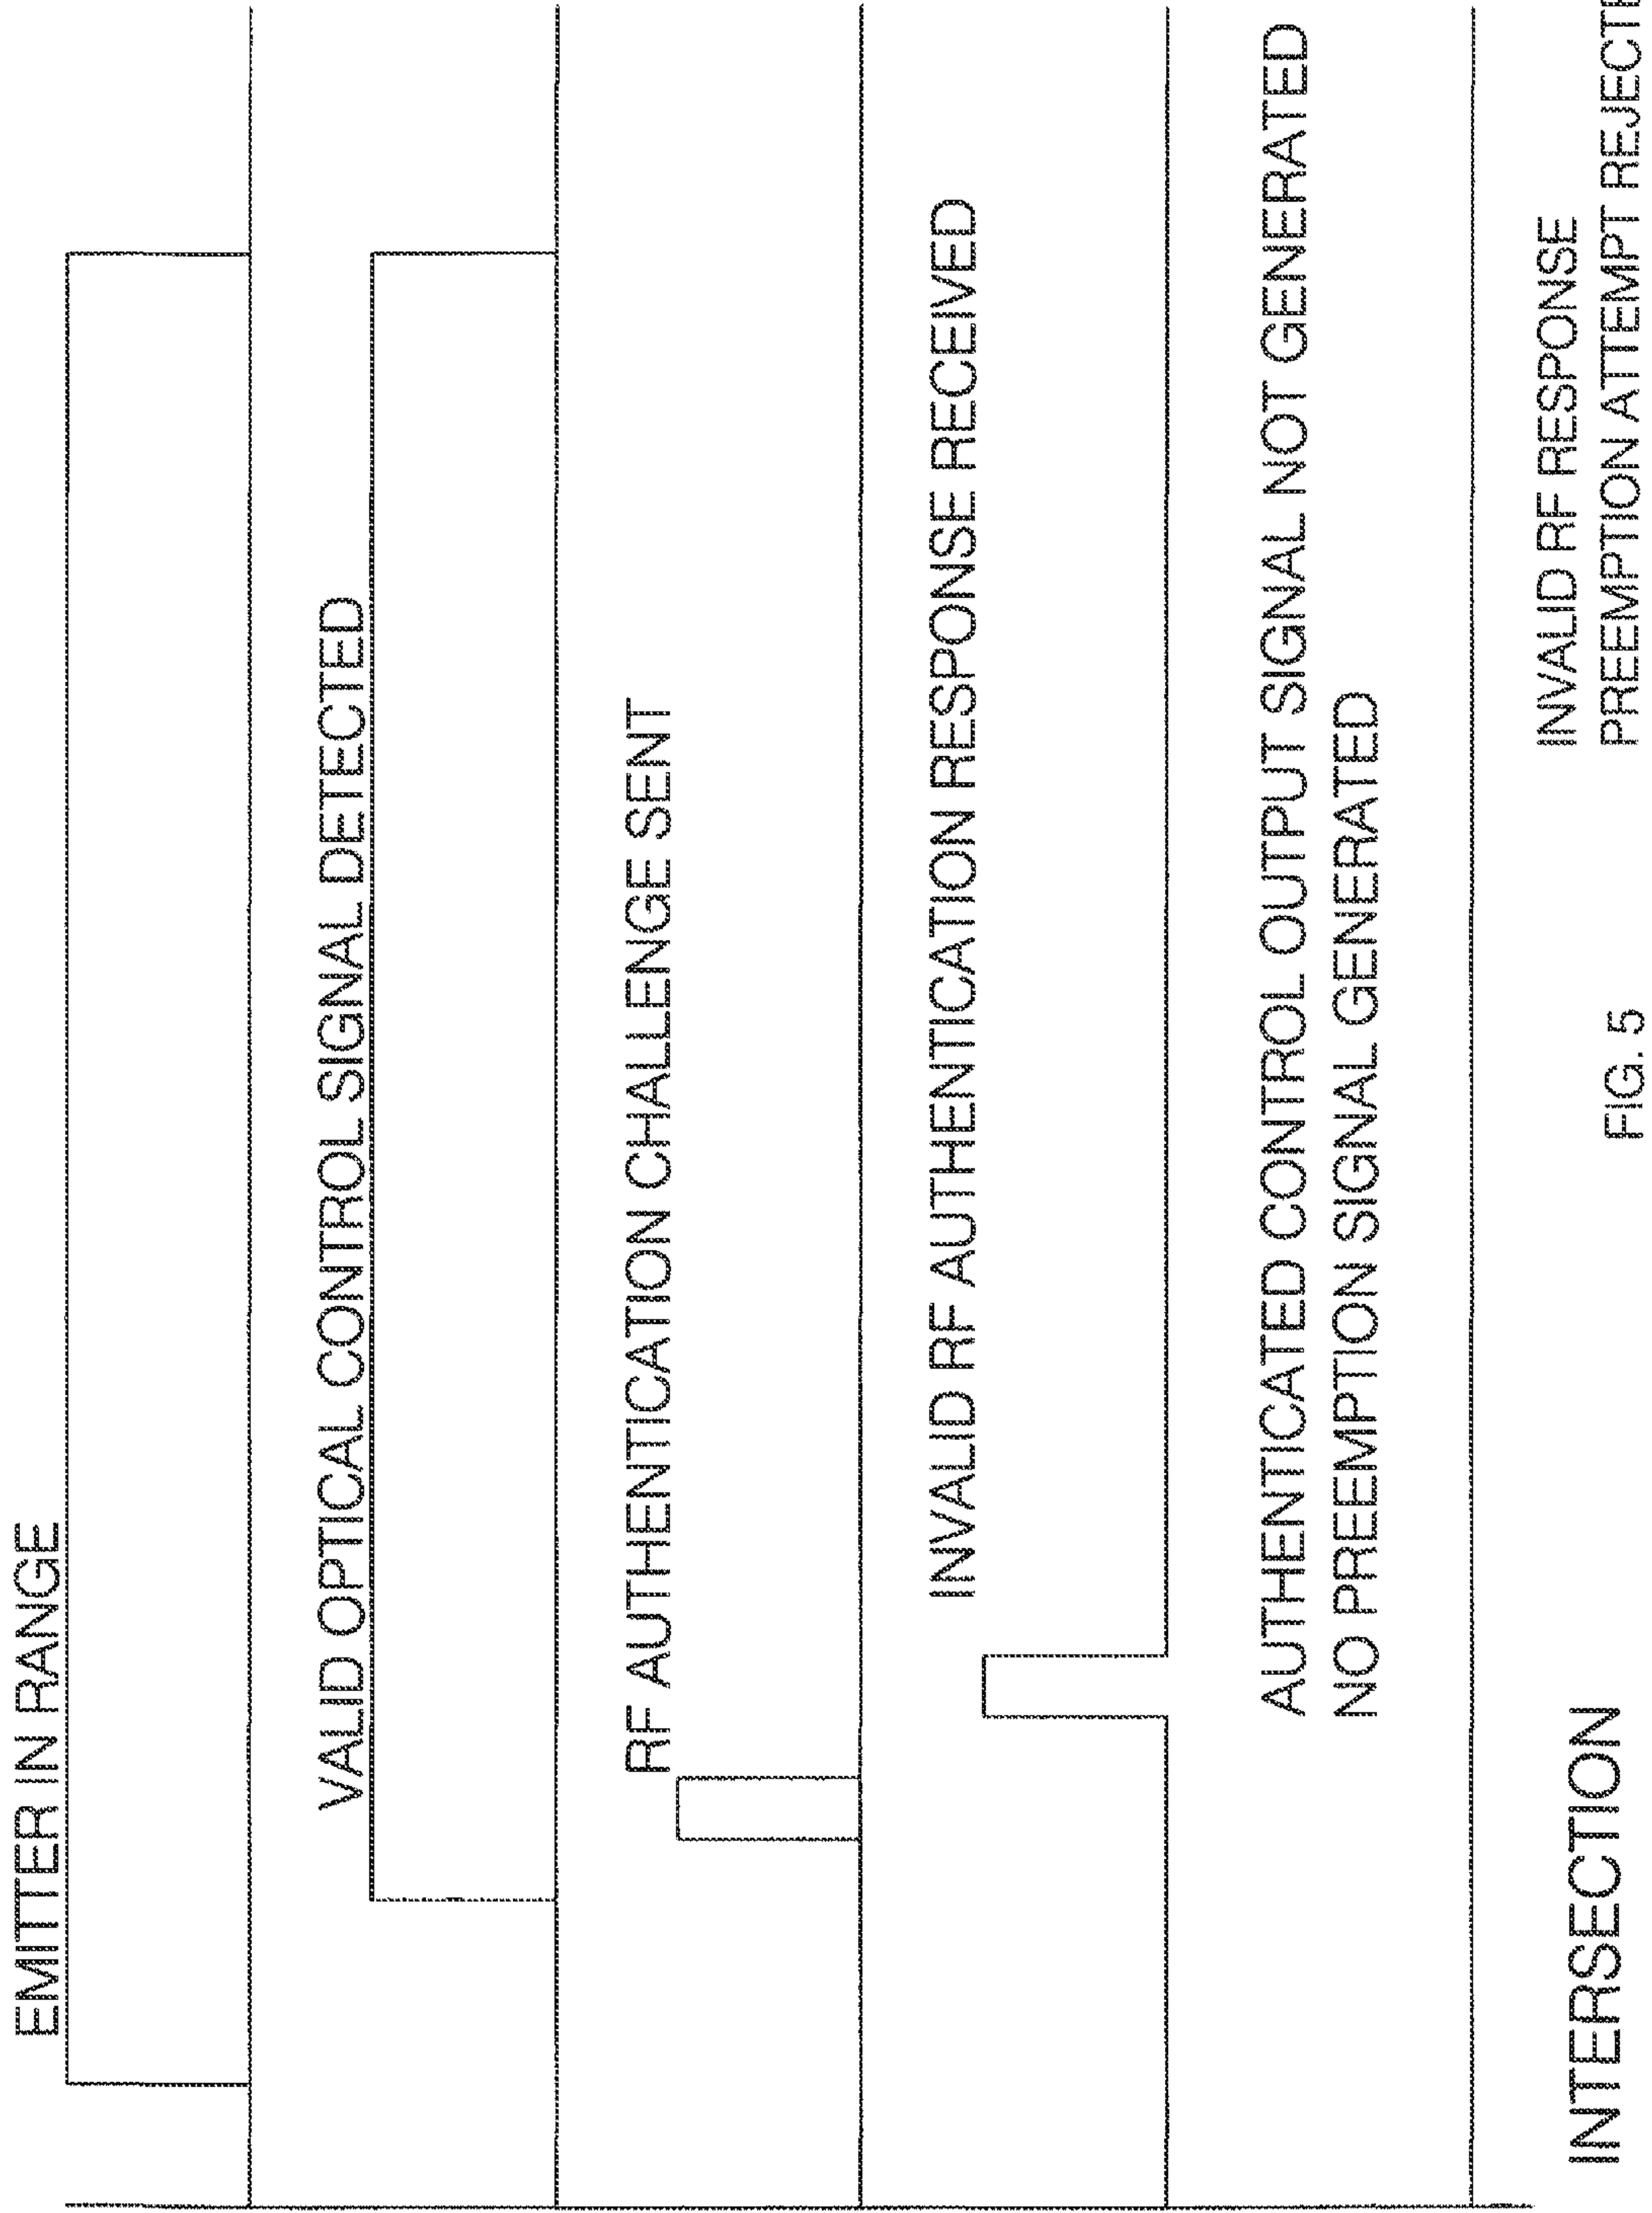 EMITTER IN RANGE
VALID OPTICAL CONTROL SIGNAL DETECTED
RF AUTHENTICATION CHALLENGE SENT
INVALID RF AUTHENTICATION RESPONSE RECEIVED
AUTHENTICATED CONTROL OUTPUT SIGNAL NOT GENERATED
NO PREEMPTION SIGNAL GENERATED
INTERSECTION
INVALID RF RESPONSE
PREEMPTION ATTEMPT
FIG. 5